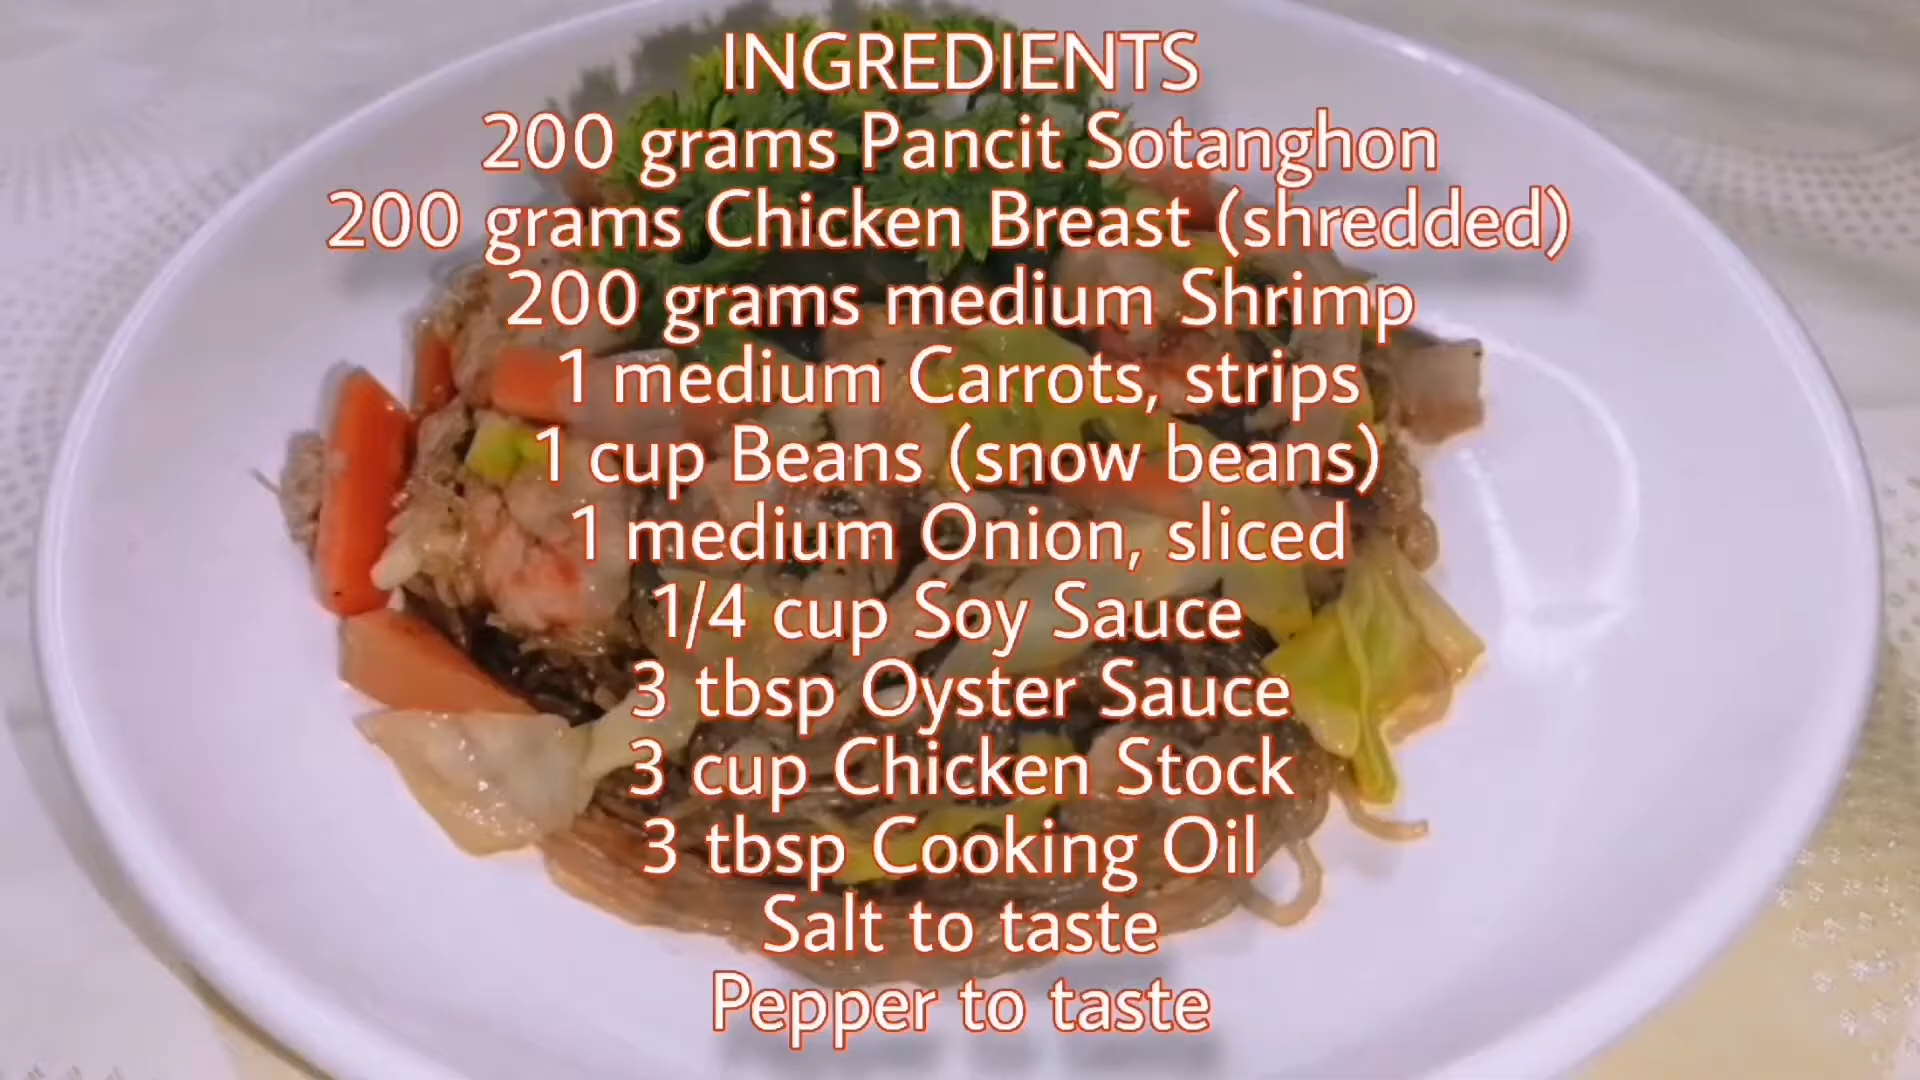 INGREDIENTS
200 grams Pancit Sotanghon
200 grams Chicken Breast (shredded)
200 grams medium Shrimp
1 medium Carrots, strips
1 cup Beans (snow beans)
1 medium Onion, sliced
1/4 cup Soy Sauce
3 tbsp Oyster Sauce
3 cup Chicken Stock
3 tbsp Cooking Oil
Salt to taste
Pepper to taste